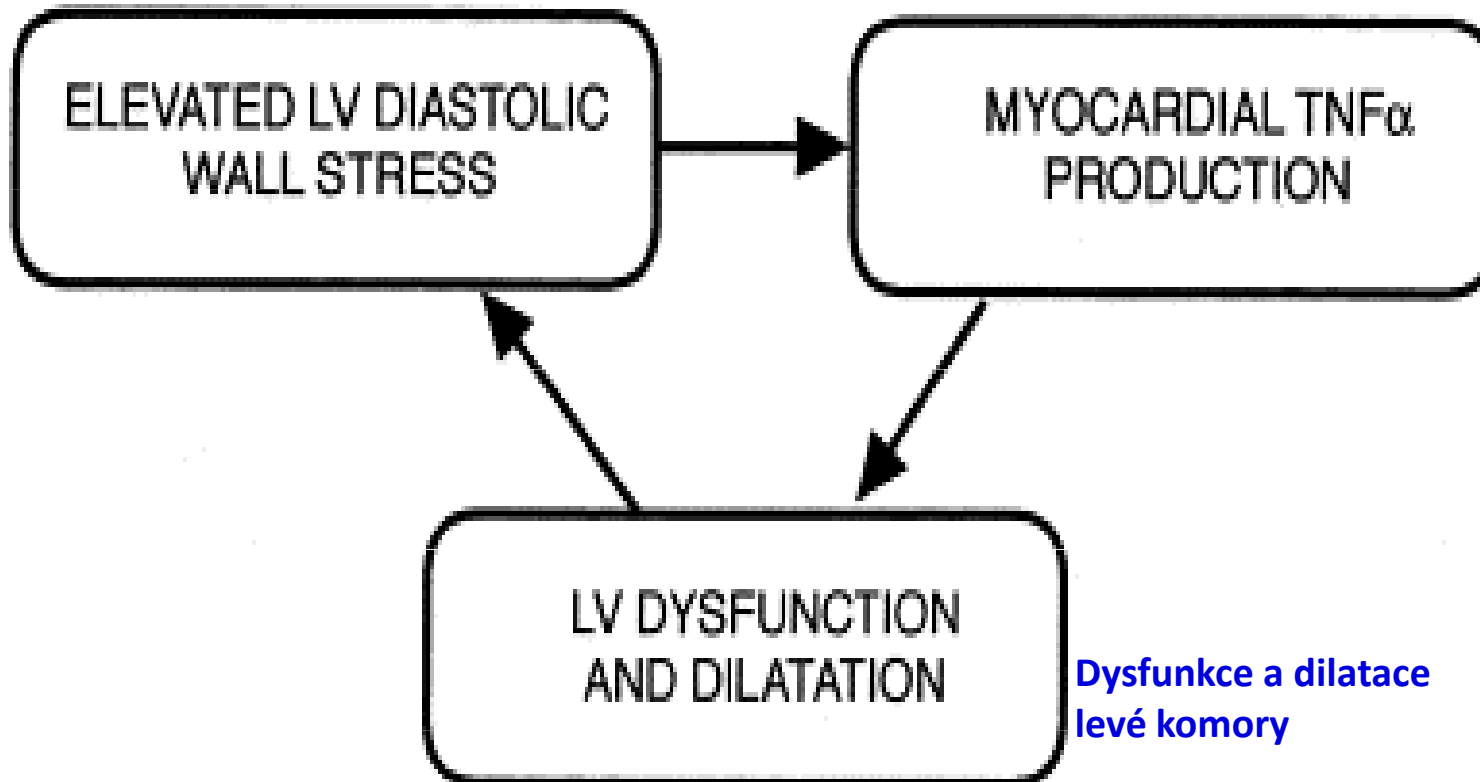 ELEVATED LV DIASTOLIC
WALL STRESS
MYOCARDIAL TNFα
PRODUCTION
LV DYSFUNCTION
AND DILATATION
Dysfunkce a dilatace
levé komory